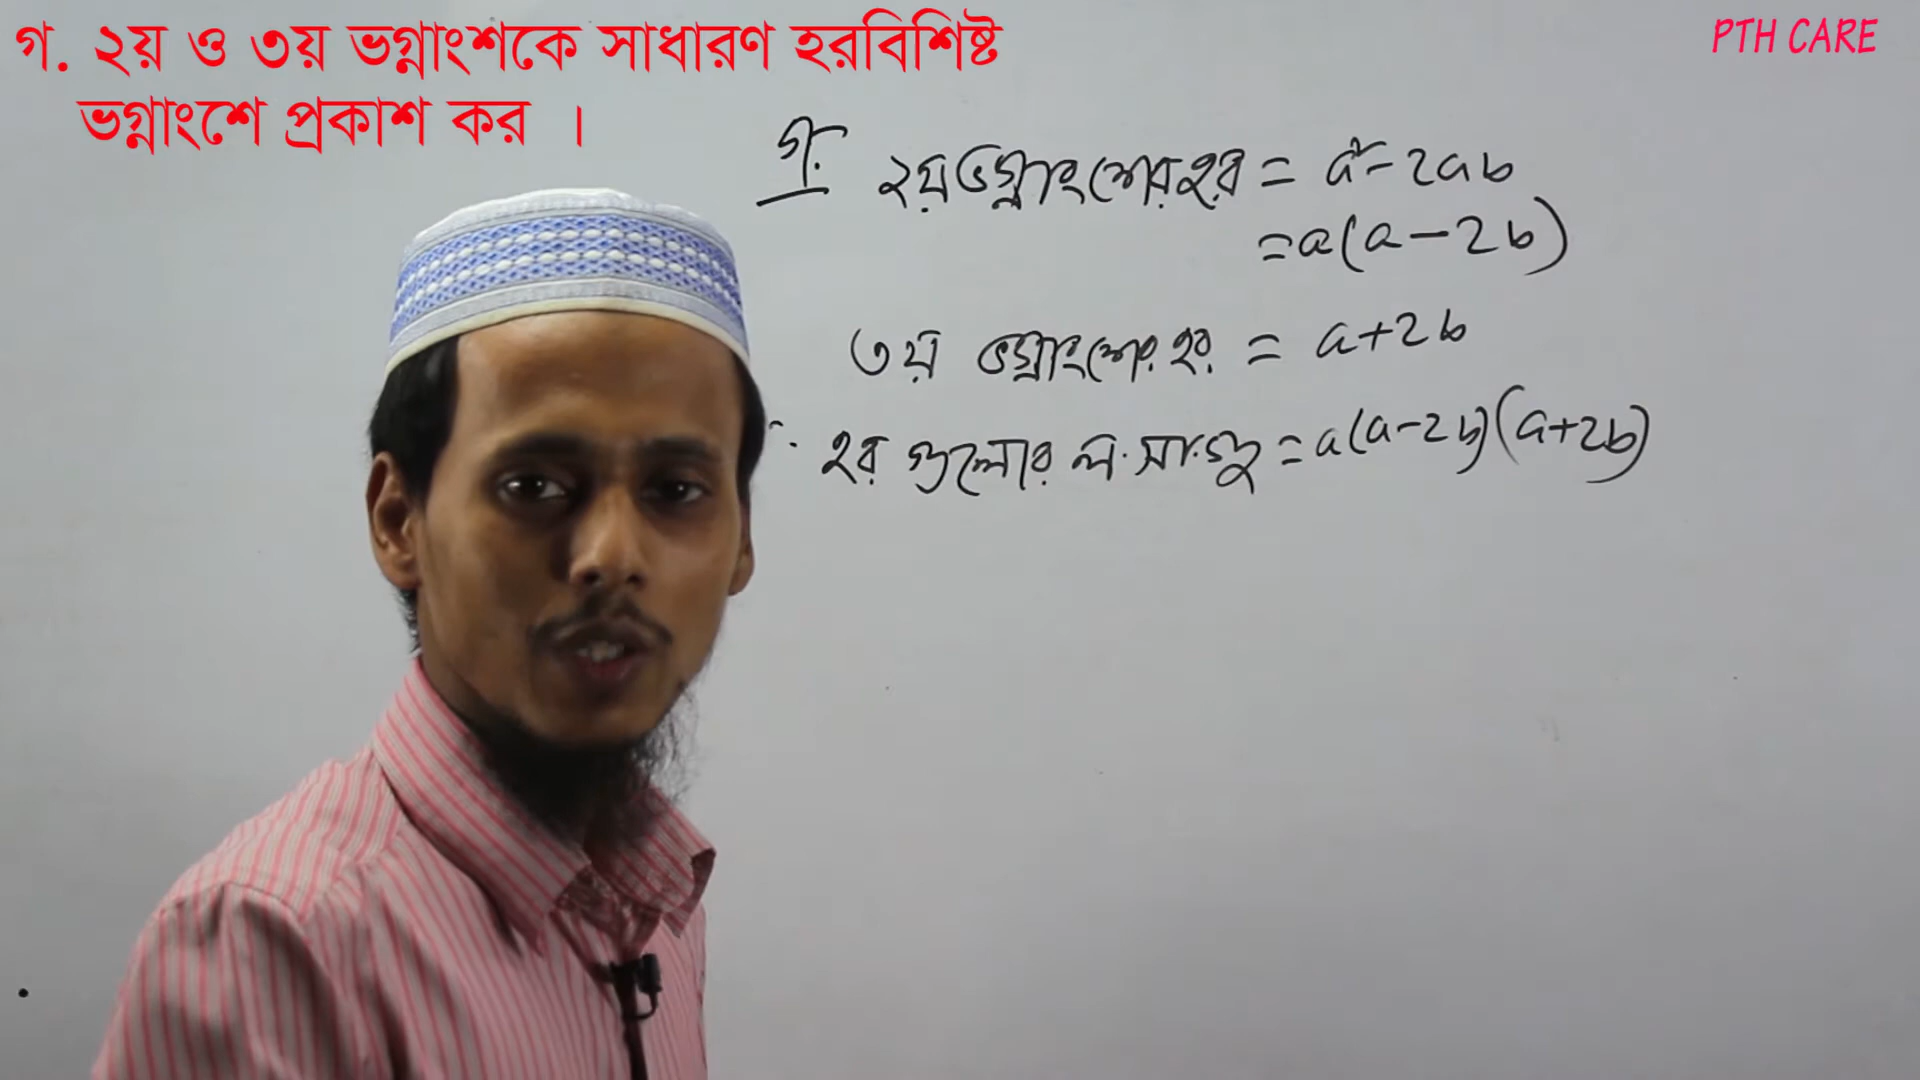 গ. ২য় ও ৩য় ভগ্নাংশকে সাধারণ হরবিশিষ্ট
ভগ্নাংশে প্রকাশ কর ।
PTH CARE
গ. ২য় ভগ্নাংশের হর = a² - 2ab
= a(a - 2b)
৩য় ভগ্নাংশের হর = a+2b
∴ হর গুলোর ল.সা.গু = a(a-2b)(a+2b)